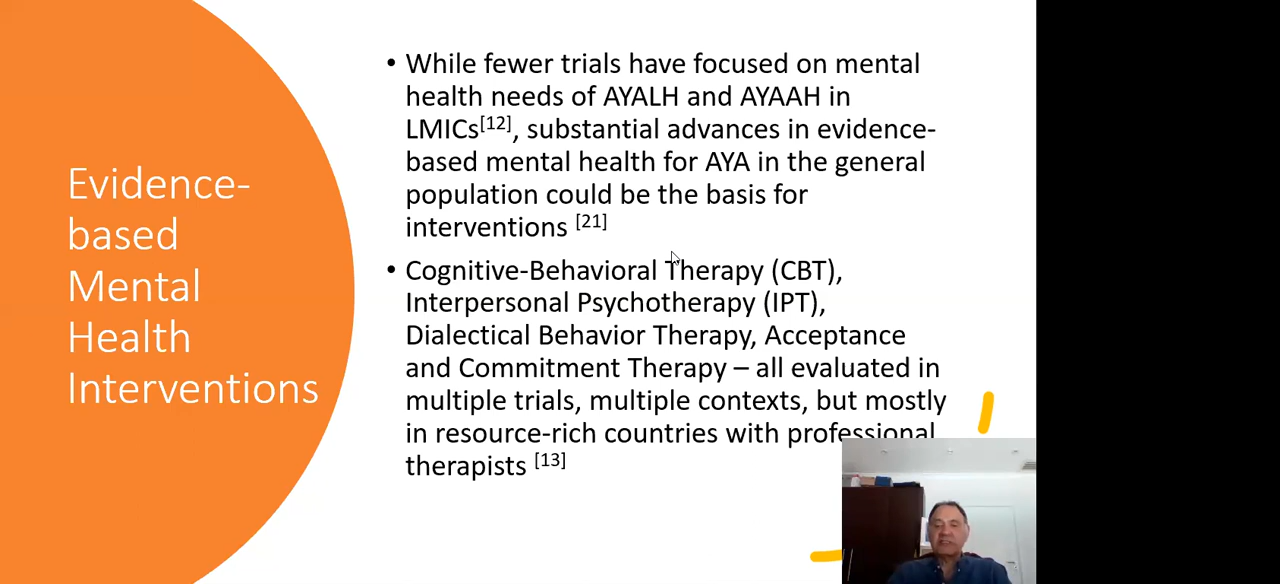 Evidence-
based
Mental
Health
Interventions
• While fewer trials have focused on mental
health needs of AYALH and AYAAH in
LMICs[12], substantial advances in evidence-
based mental health for AYA in the general
population could be the basis for
interventions [21]
• Cognitive-Behavioral Therapy (CBT),
Interpersonal Psychotherapy (IPT),
Dialectical Behavior Therapy, Acceptance
and Commitment Therapy – all evaluated in
multiple trials, multiple contexts, but mostly
in resource-rich countries with professional
therapists [13]